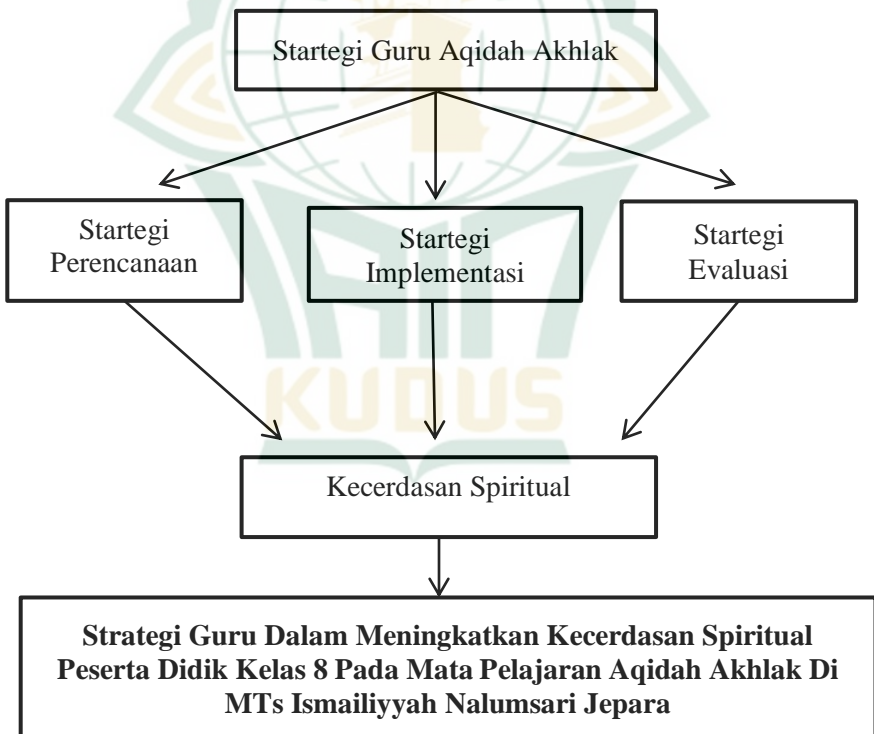 Startegi Guru Aqidah Akhlak
Startegi
Perencanaan
Startegi
Implementasi
Startegi
Evaluasi
KUDUS
Kecerdasan Spiritual
Strategi Guru Dalam Meningkatkan Kecerdasan Spiritual
Peserta Didik Kelas 8 Pada Mata Pelajaran Aqidah Akhlak Di
MTs Ismailiyyah Nalumsari Jepara